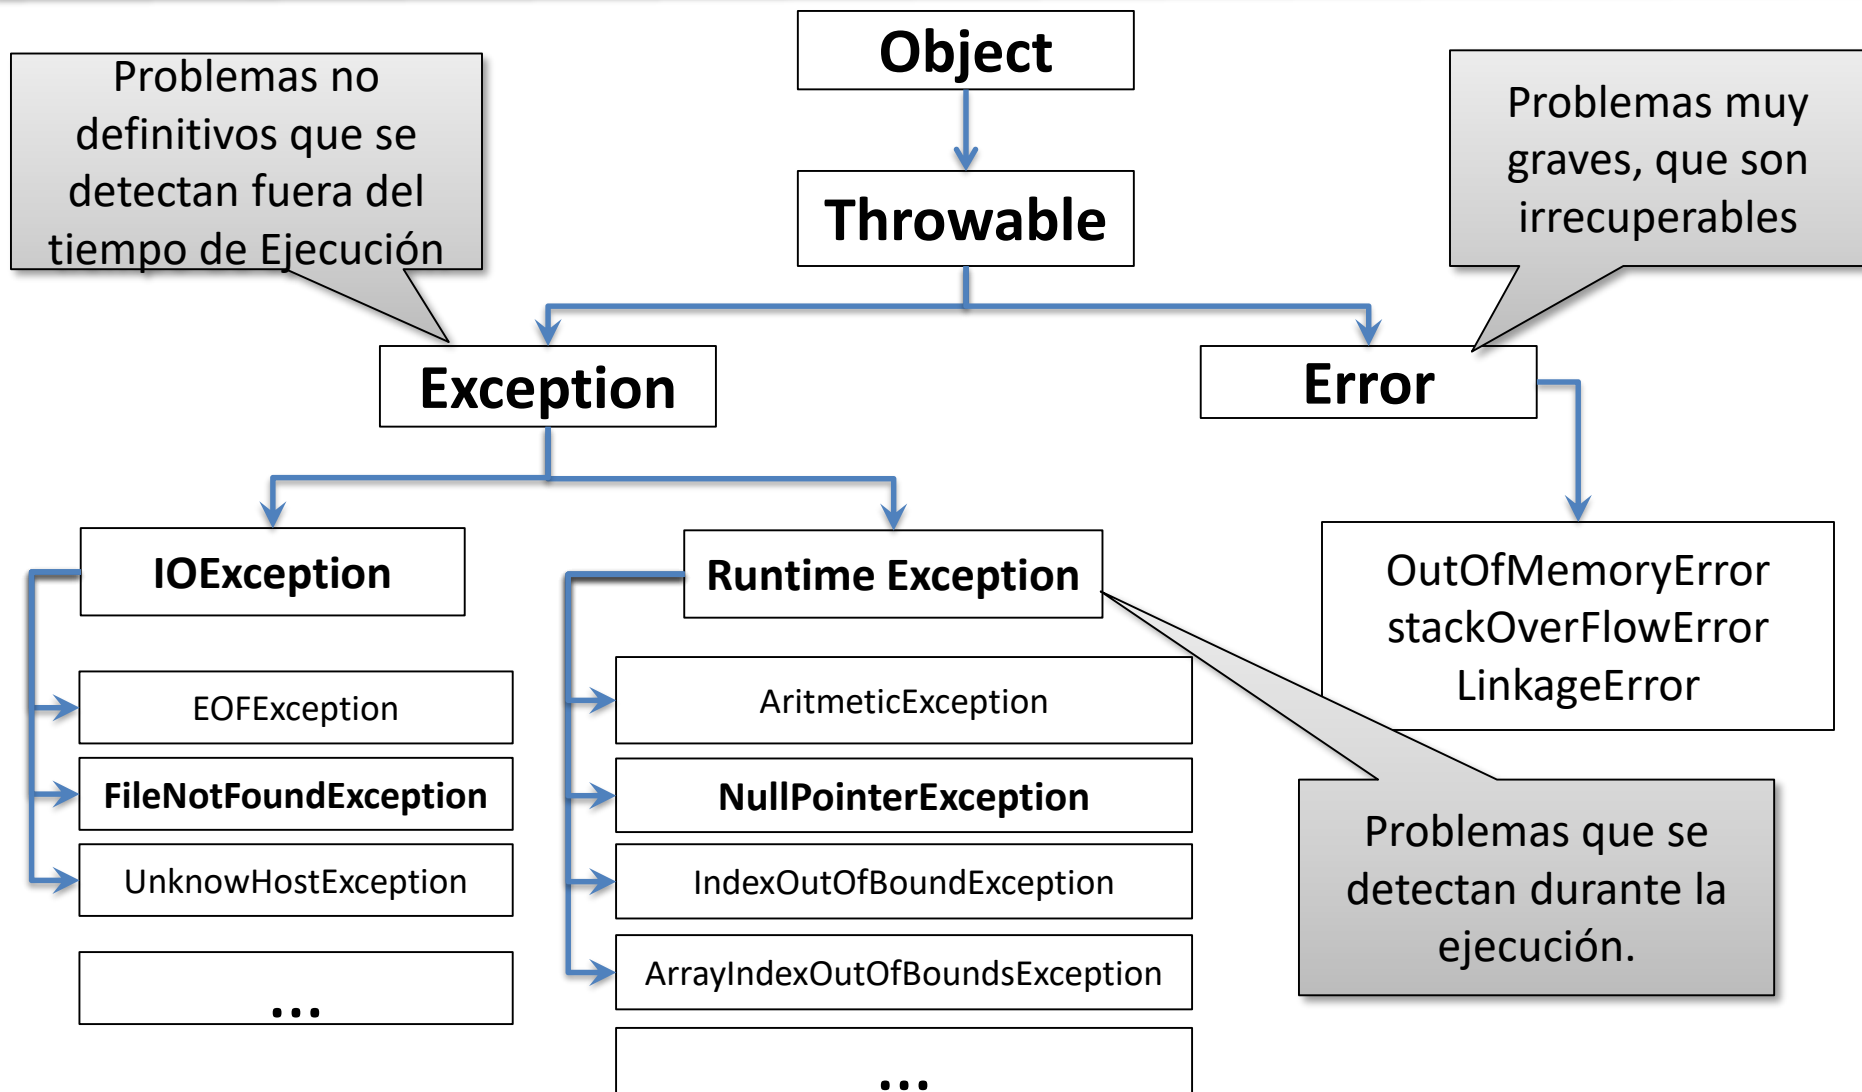 Object
Problemas no
definitivos que se
detectan fuera del
tiempo de Ejecución
Problemas muy
graves, que son
irrecuperables
Throwable
Exception
Error
IOException
Runtime Exception
OutOfMemoryError
stackOverFlowError
LinkageError
EOFException
FileNotFoundException
UnknowHostException
...
AritmeticException
NullPointerException
IndexOutOfBoundException
ArrayIndexOutOfBoundsException
...
Problemas que se
detectan durante la
ejecución.